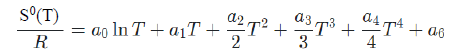 S⁰(T)/R = a₀ ln T + a₁T + a₂/2 T² + a₃/3 T³ + a₄/4 T⁴ + a₆